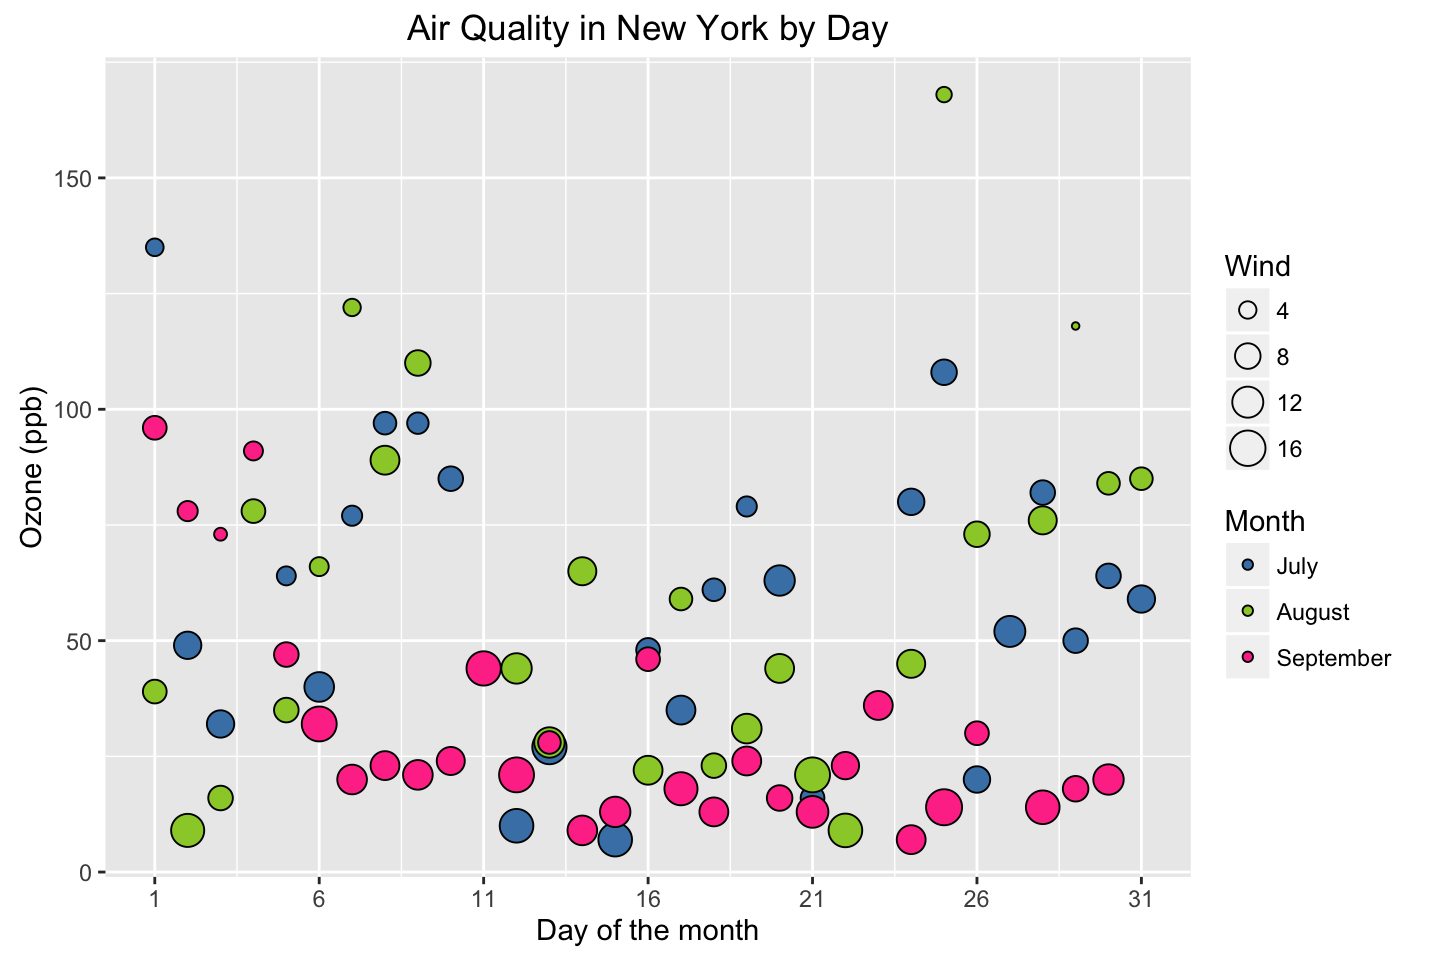 Air Quality in New York by Day
150
100
50
0
Ozone (ppb)
1 6 11 16 21 26 31
Day of the month
Wind
4
8
12
16
Month
July
August
September